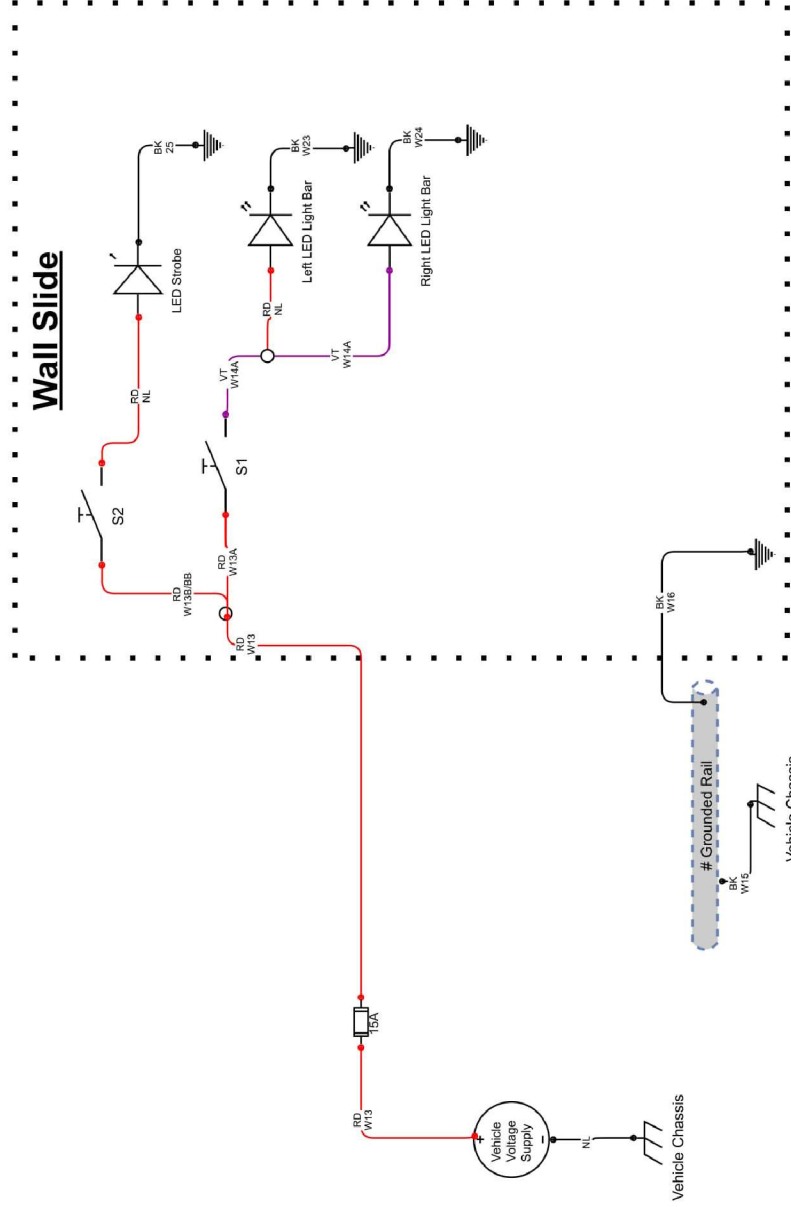 Wall Slide
BK
25
LED Strobe
RD
NL
S2
RD
W13B/BB
BK
W23
Left LED Light Bar
RD
NL
VT
W14A
S1
RD
W13A
RD
W13
BK
W24
Right LED Light Bar
VT
W14A
BK
W16
# Grounded Rail
BK
W15
Vehicle Chassis
15A
RD
W13
+
Vehicle
Voltage
Supply
–
NL
Vehicle Chassis